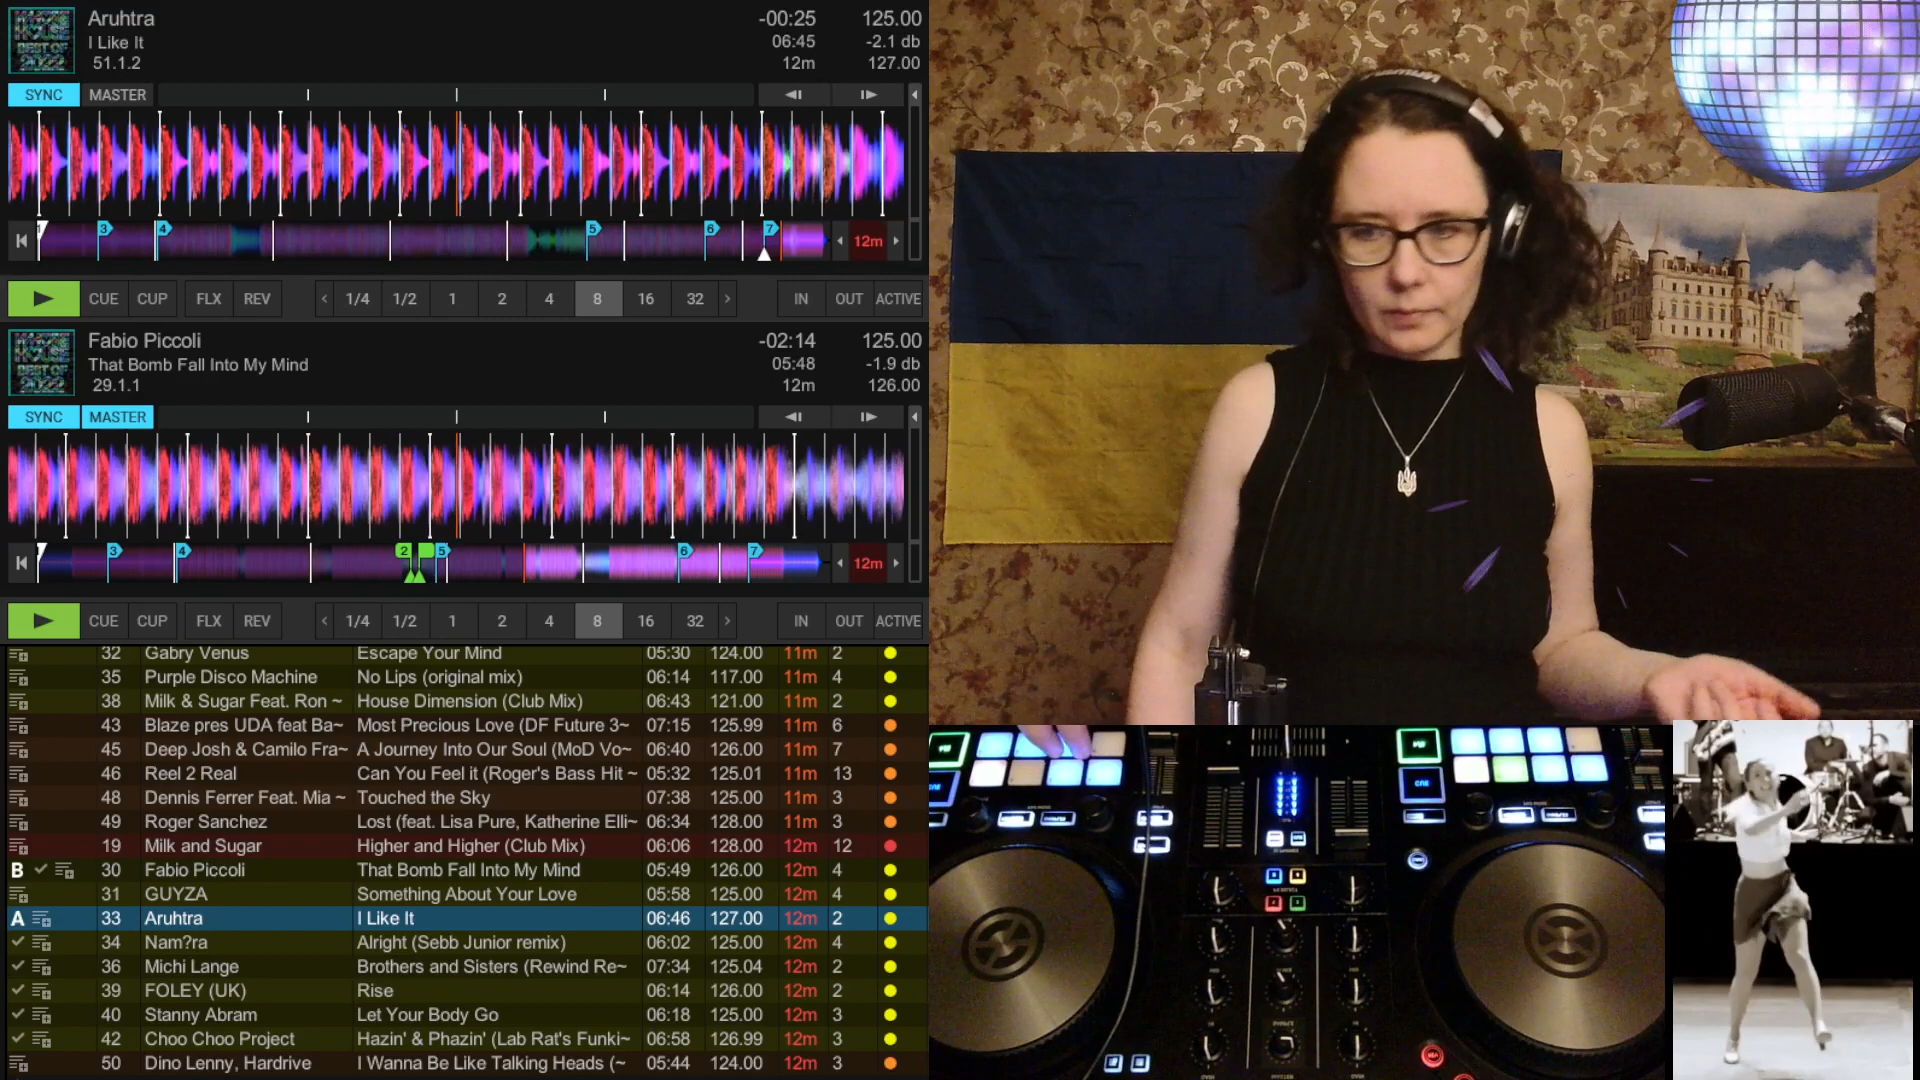 Aruhtra -00:25 125.00
I Like It 06:45 -2.1 db
51.1.2 12m 127.00
BEST OF
2022
SYNC MASTER
3 4 5 6 7 12m
CUE CUP FLX REV 1/4 1/2 1 2 4 8 16 32 IN OUT ACTIVE
Fabio Piccoli -02:14 125.00
That Bomb Fall Into My Mind 05:48 -1.9 db
29.1.1 12m 126.00
BEST OF
2022
SYNC MASTER
3 4 2 5 6 7 12m
CUE CUP FLX REV 1/4 1/2 1 2 4 8 16 32 IN OUT ACTIVE
32 Gabry Venus Escape Your Mind 05:30 124.00 11m 2
35 Purple Disco Machine No Lips (original mix) 06:14 117.00 11m 4
38 Milk & Sugar Feat. Ron ~ House Dimension (Club Mix) 06:43 121.00 11m 2
43 Blaze pres UDA feat Ba~ Most Precious Love (DF Future 3~ 07:15 125.99 11m 6
45 Deep Josh & Camilo Fra~ A Journey Into Our Soul (MoD Vo~ 06:40 126.00 11m 7
46 Reel 2 Real Can You Feel it (Roger's Bass Hit ~ 05:32 125.01 11m 13
48 Dennis Ferrer Feat. Mia ~ Touched the Sky 07:38 125.00 11m 3
49 Roger Sanchez Lost (feat. Lisa Pure, Katherine Elli~ 06:34 128.00 11m 3
19 Milk and Sugar Higher and Higher (Club Mix) 06:06 128.00 12m 12
B 30 Fabio Piccoli That Bomb Fall Into My Mind 05:49 126.00 12m 4
31 GUYZA Something About Your Love 05:58 125.00 12m 4
A 33 Aruhtra I Like It 06:46 127.00 12m 2
34 Nam?ra Alright (Sebb Junior remix) 06:02 125.00 12m 4
36 Michi Lange Brothers and Sisters (Rewind Re~ 07:34 125.04 12m 2
39 FOLEY (UK) Rise 06:14 126.00 12m 2
40 Stanny Abram Let Your Body Go 06:18 125.00 12m 3
42 Choo Choo Project Hazin' & Phazin' (Lab Rat's Funki~ 06:58 126.99 12m 3
50 Dino Lenny, Hardrive I Wanna Be Like Talking Heads (~ 05:44 124.00 12m 3